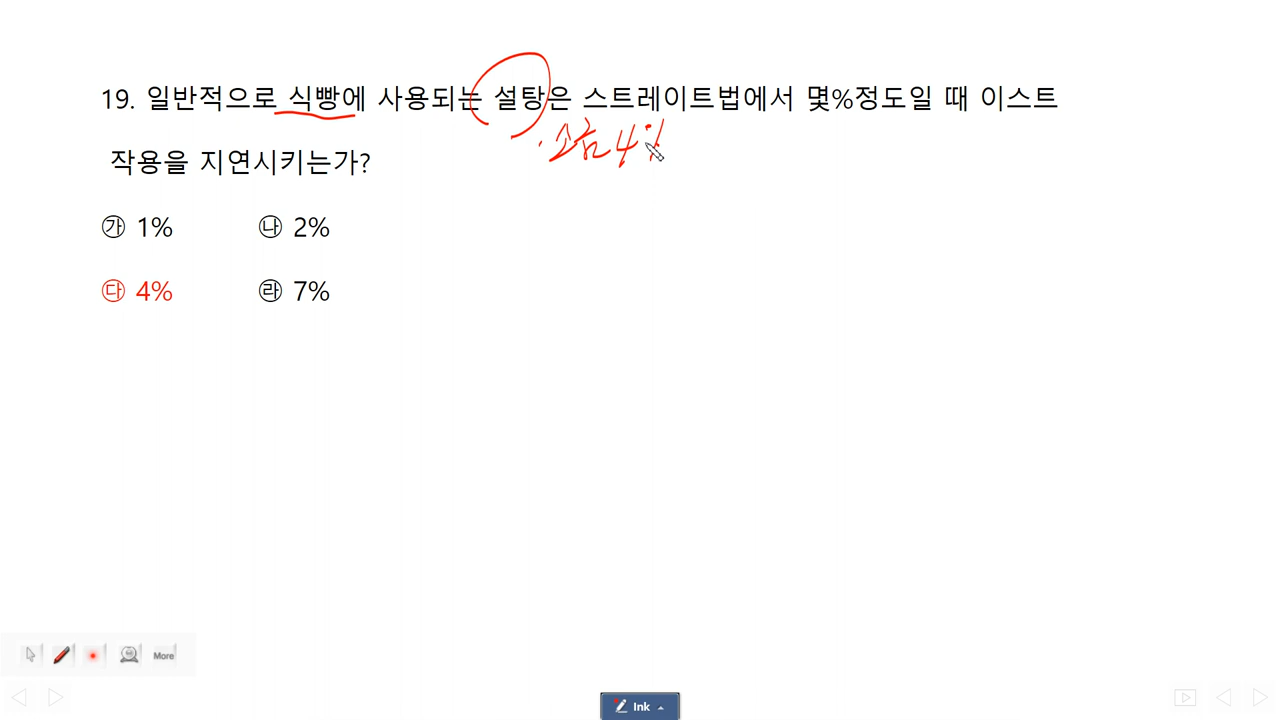 19. 일반적으로 식빵에 사용되는 설탕은 스트레이트법에서 몇%정도일 때 이스트
4%
작용을 지연시키는가?
㉮ 1% ㉯ 2%
㉰ 4% ㉱ 7%
More
Ink